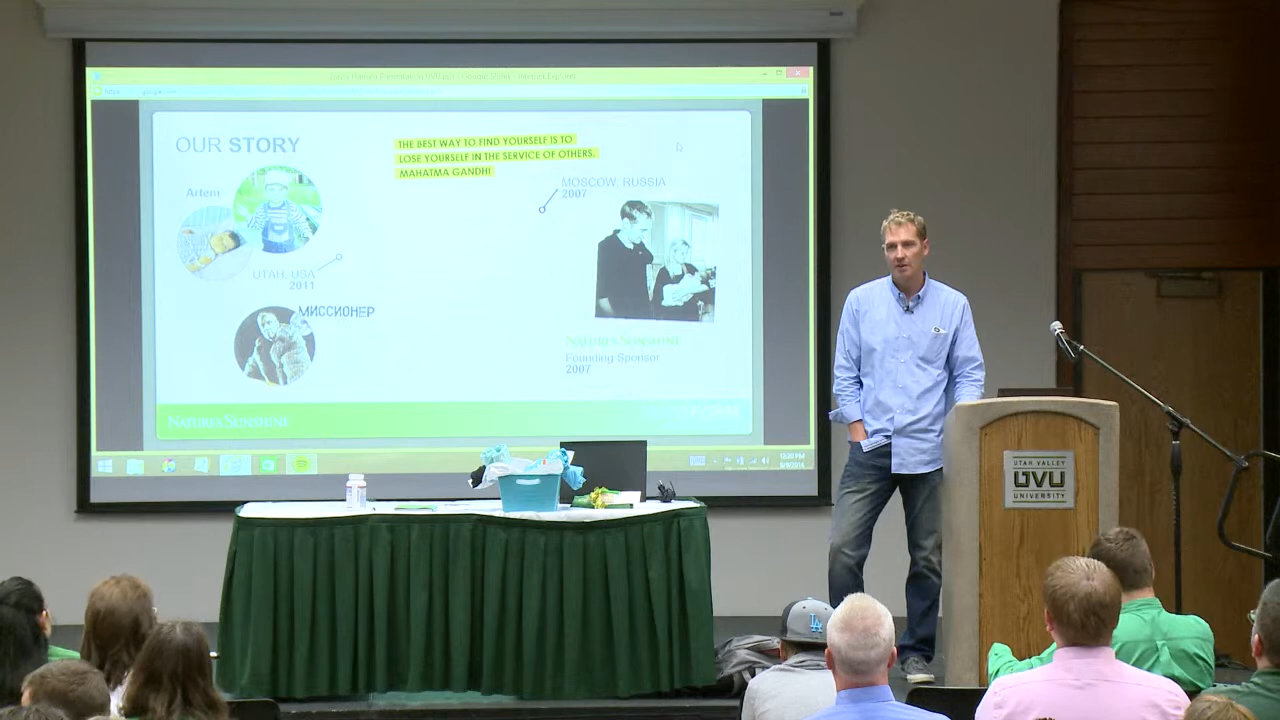 OUR STORY
THE BEST WAY TO FIND YOURSELF IS TO
LOSE YOURSELF IN THE SERVICE OF OTHERS.
MAHATMA GANDHI
Artem
MOSCOW, RUSSIA
2007
UTAH, USA
2011
МИССИОНЕР
NATURE'S SUNSHINE
Founding Sponsor
2007
NATURE'S SUNSHINE
UTAH VALLEY
UVU
UNIVERSITY
LA